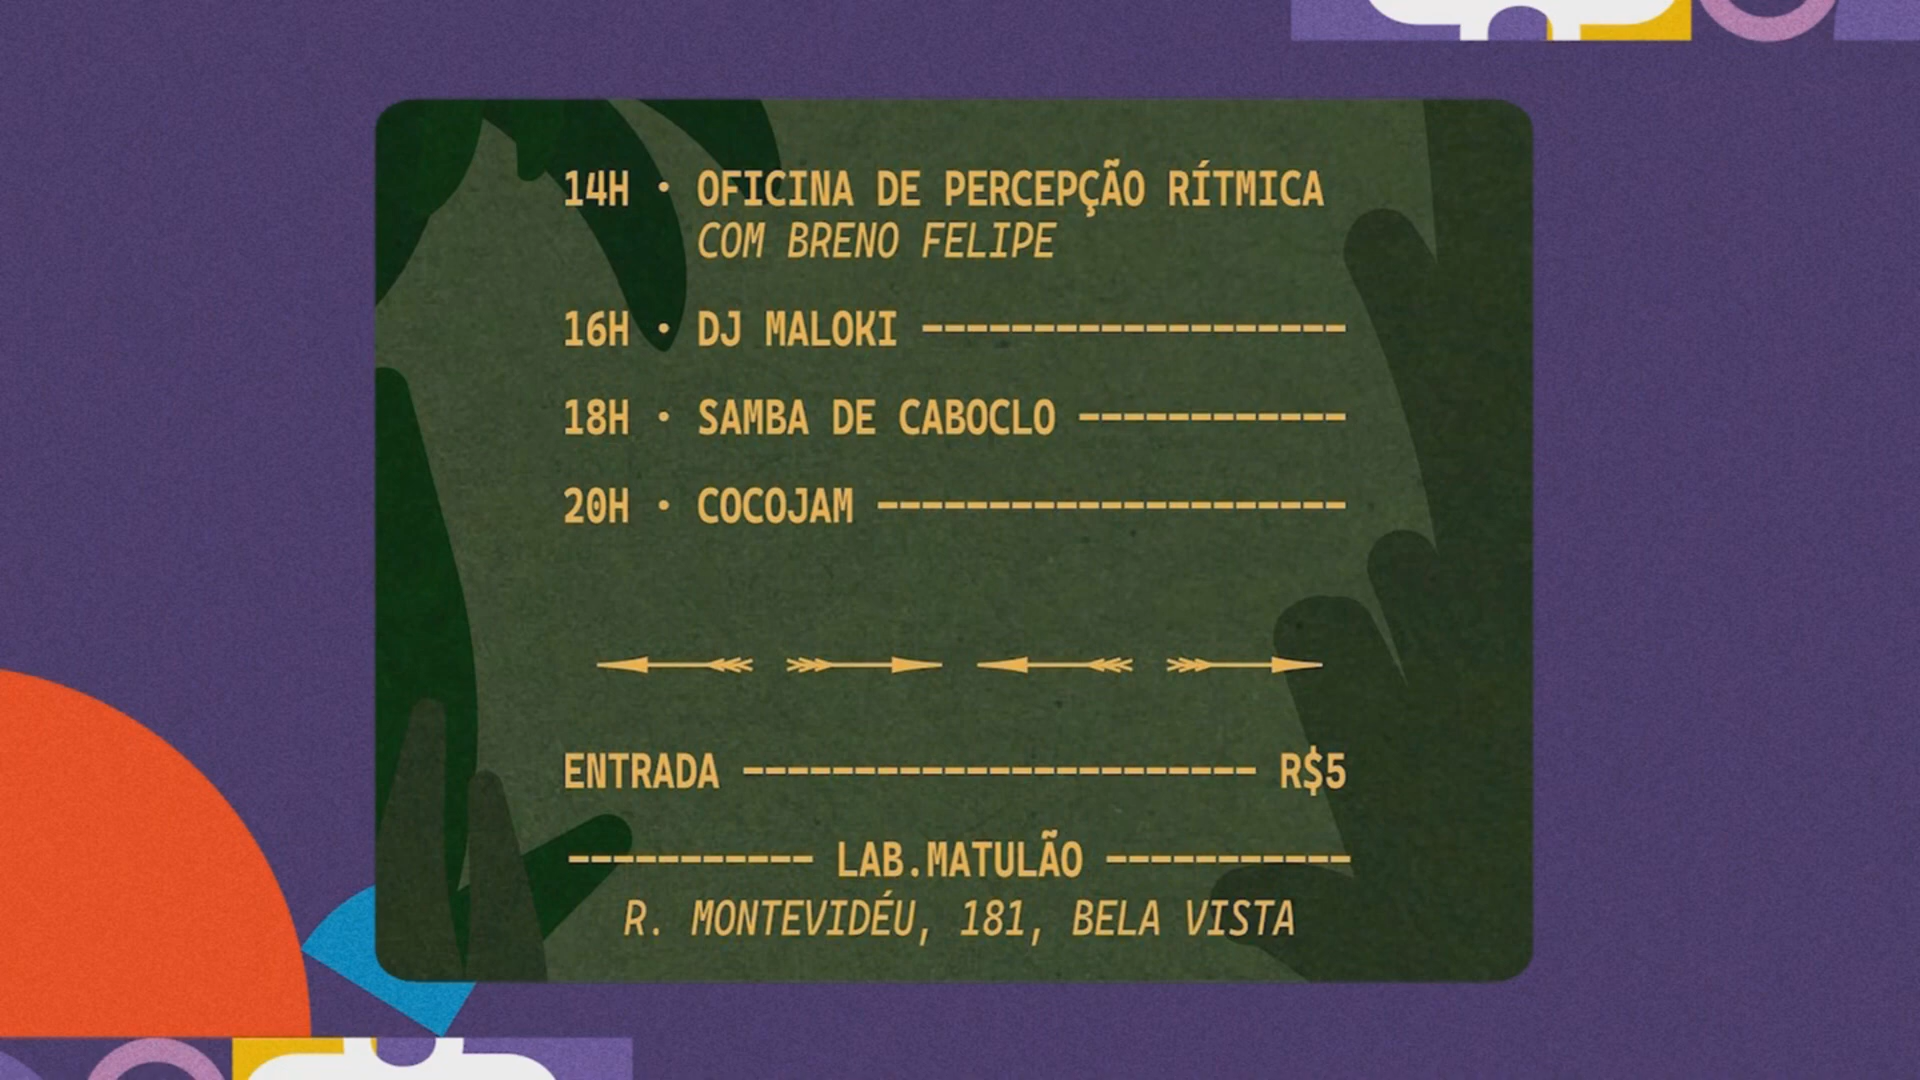 14H • OFICINA DE PERCEPÇÃO RÍTMICA
COM BRENO FELIPE
16H • DJ MALOKI -------------------
18H • SAMBA DE CABOCLO ------------
20H • COCOJAM ---------------------
ENTRADA ----------------------- R$5
----------- LAB.MATULÃO -----------
R. MONTEVIDÉU, 181, BELA VISTA